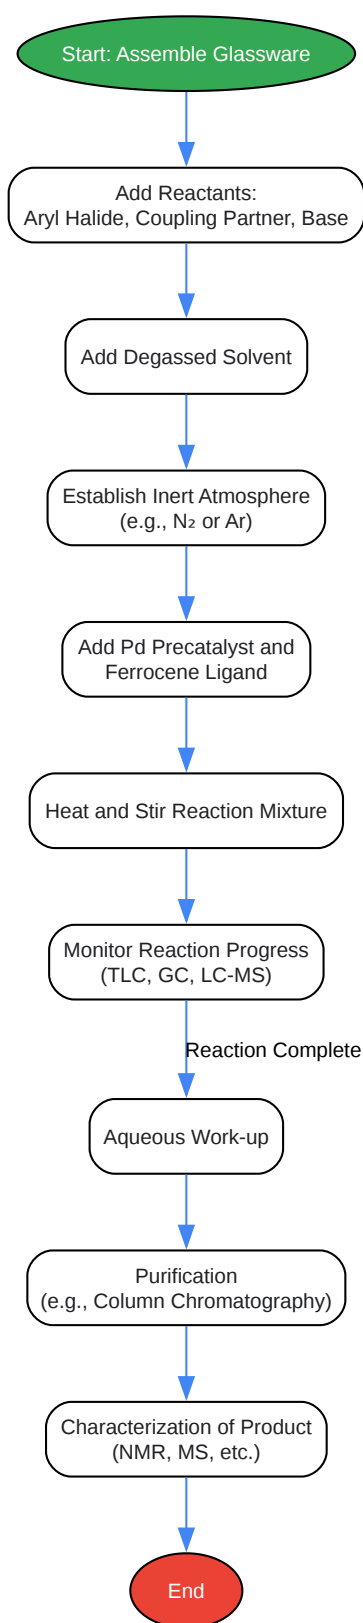 Start: Assemble Glassware
Add Reactants:
Aryl Halide, Coupling Partner, Base
Add Degassed Solvent
Establish Inert Atmosphere
(e.g., N₂ or Ar)
Add Pd Precatalyst and
Ferrocene Ligand
Heat and Stir Reaction Mixture
Monitor Reaction Progress
(TLC, GC, LC-MS)
Reaction Complete
Aqueous Work-up
Purification
(e.g., Column Chromatography)
Characterization of Product
(NMR, MS, etc.)
End